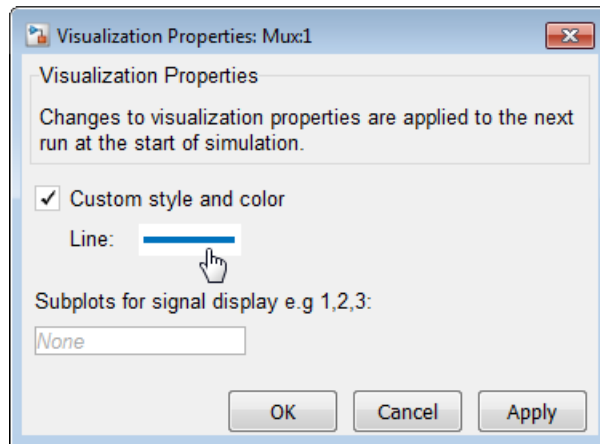 Visualization Properties: Mux:1
Visualization Properties
Changes to visualization properties are applied to the next
run at the start of simulation.
Custom style and color
Line:
Subplots for signal display e.g 1,2,3:
None
OK Cancel Apply